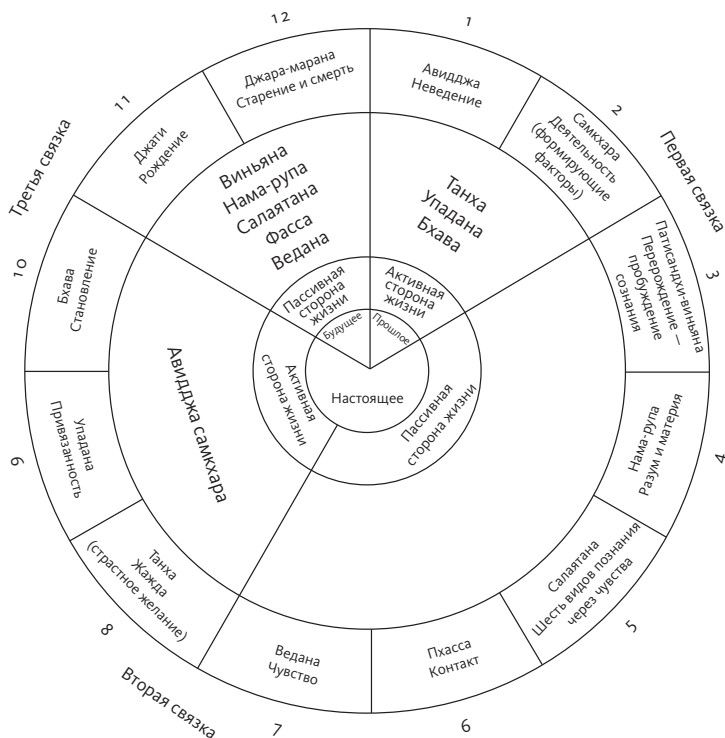 1
Авидджа
Неведение
2
Самкхара
Деятельность
(формирующие
факторы)
Первая связка
3
Патисандхи-виньяна
Перерождение —
пробуждение
сознания
4
Нама-рупа
Разум и материя
5
Салаятана
Шесть видов познания
через чувства
6
Пхасса
Контакт
7
Ведана
Чувство
Вторая связка
8
Танха
Жажда
(страстное желание)
9
Упадана
Привязанность
10
Бхава
Становление
Третья связка
11
Джати
Рождение
12
Джара-марана
Старение и смерть
Танха
упадана
Бхава
Виньяна
Нама-рупа
Салаятана
Фасса
Ведана
Авидджа самкхара
Активная
сторона
жизни
Пассивная
сторона
жизни
Активная
сторона жизни
Пассивная
сторона жизни
Прошлое
Будущее
Настоящее